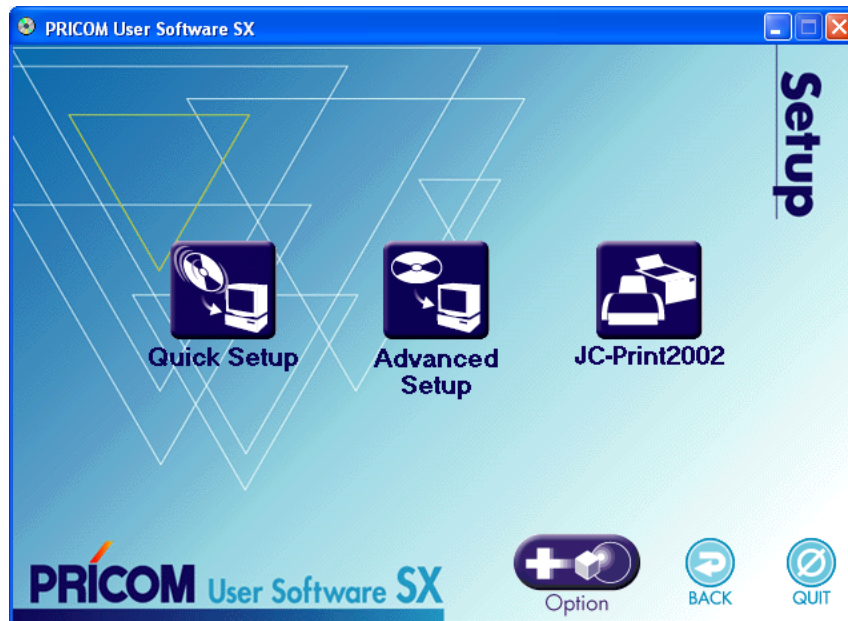 PRICOM User Software SX
Setup
Quick Setup
Advanced
Setup
JC-Print2002
PRICOM User Software SX
Option
BACK
QUIT